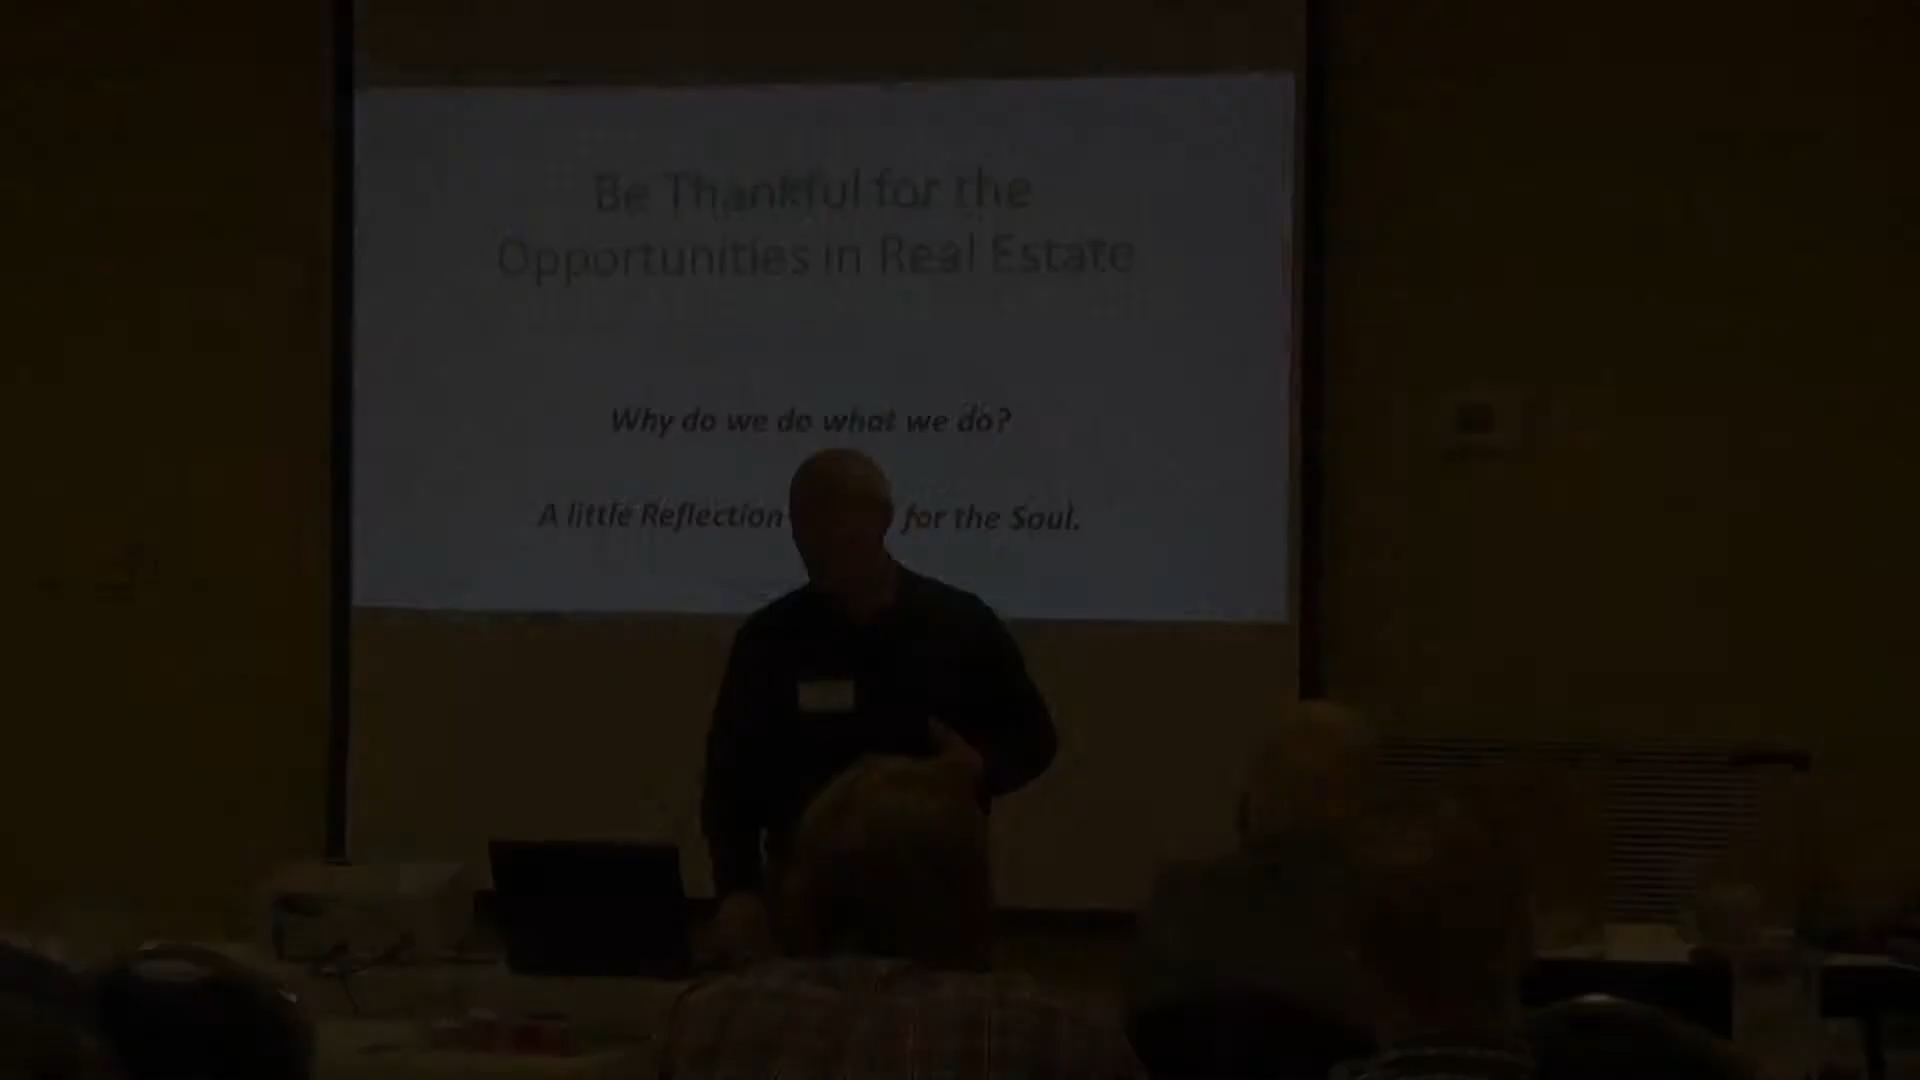 Be Thankful for the
Opportunities in Real Estate
Why do we do what we do?
A little Reflection for the Soul.